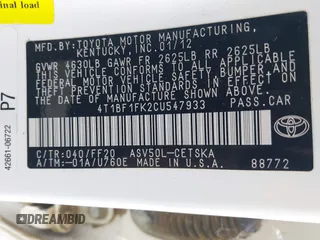 inal load
P7
42661-06722
MFD.BY:TOYOTA MOTOR MANUFACTURING,
KENTUCKY,INC.01/12
GVWR 4630LB GAWR FR 2625LB RR 2625LB
THIS VEHICLE CONFORMS TO ALL APPLICABLE
FEDERAL MOTOR VEHICLE SAFETY, BUMPER, AND
THEFT PREVENTION STANDARDS IN EFFECT ON
THE DATE OF MANUFACTURE SHOWN ABOVE.
4T1BF1FK2CU547933 PASS.CAR
C/TR:040/FF20 ASV50L-CETSKA
A/TM:-01A/U760E MADE IN U.S.A. 88772
DREAMBID